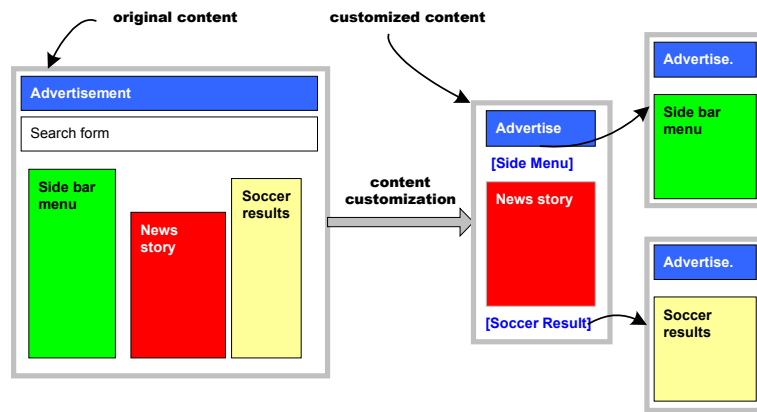 original content
customized content
Advertisement
Search form
Side bar
menu
News
story
Soccer
results
content
customization
Advertise
[Side Menu]
News story
[Soccer Result]
Advertise.
Side bar
menu
Advertise.
Soccer
results